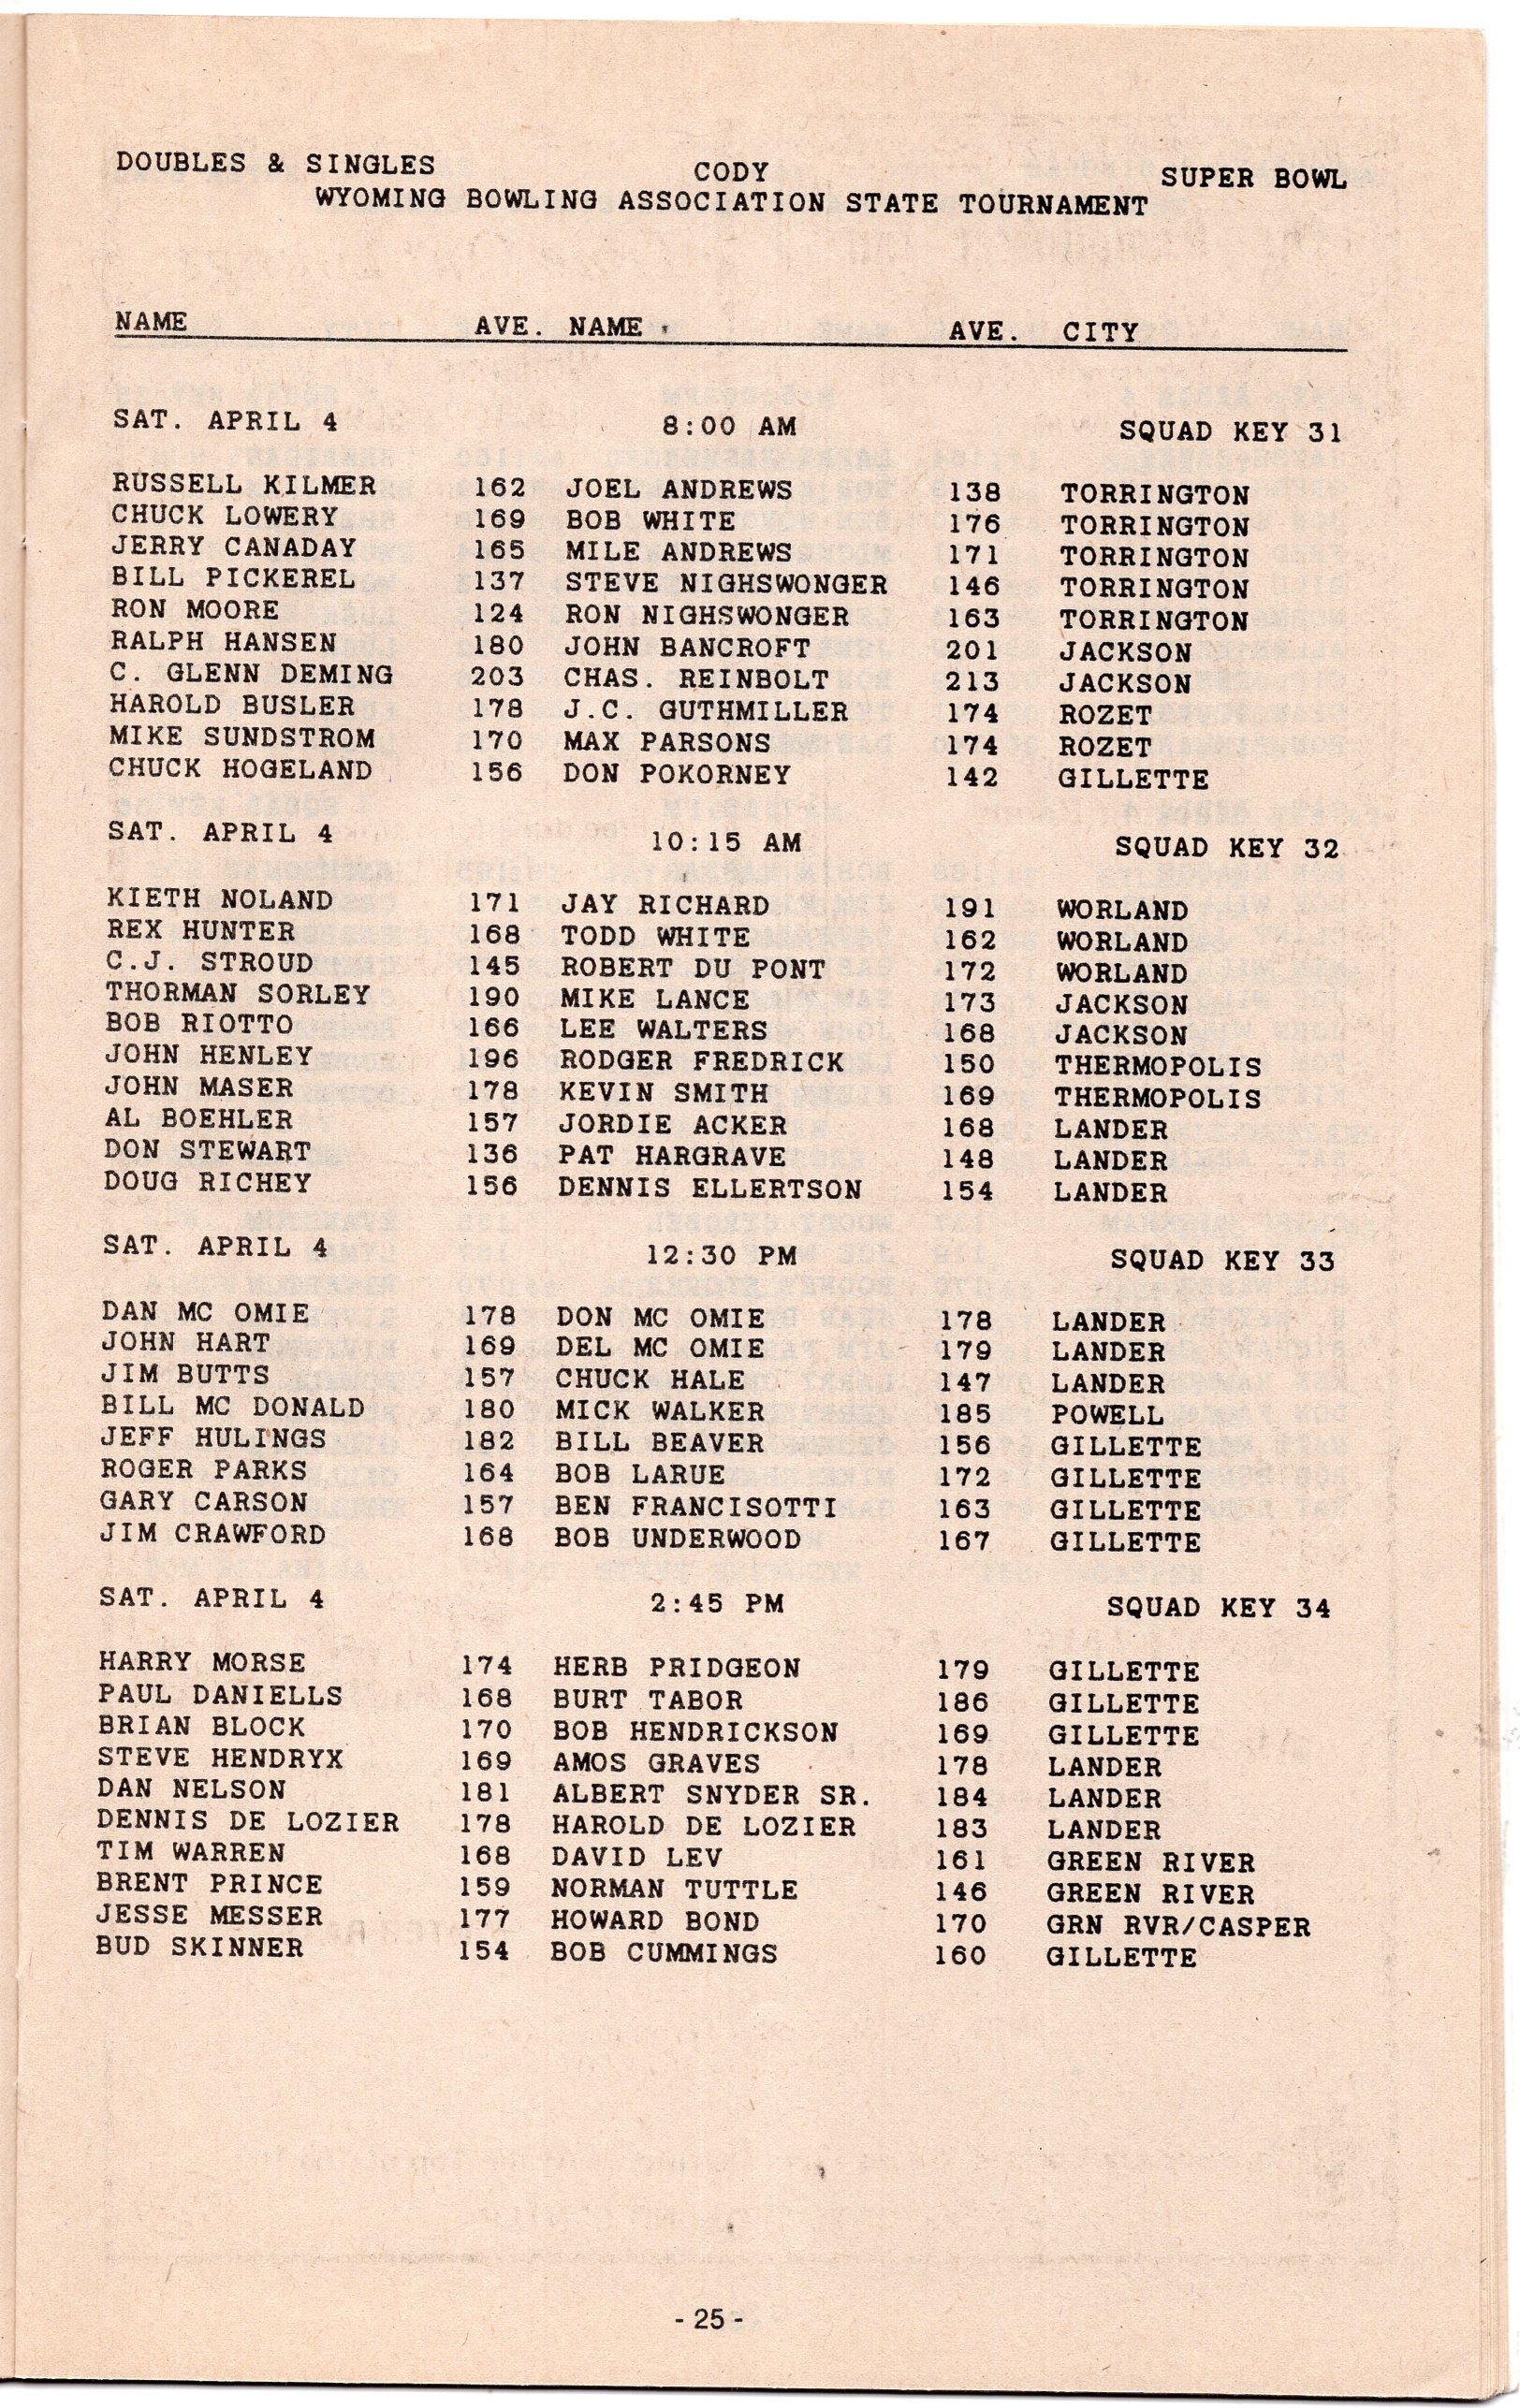 DOUBLES & SINGLES CODY SUPER BOWL
WYOMING BOWLING ASSOCIATION STATE TOURNAMENT
NAME AVE. NAME AVE. CITY
SAT. APRIL 4 8:00 AM SQUAD KEY 31
RUSSELL KILMER 162 JOEL ANDREWS 138 TORRINGTON
CHUCK LOWERY 169 BOB WHITE 176 TORRINGTON
JERRY CANADAY 165 MILE ANDREWS 171 TORRINGTON
BILL PICKEREL 137 STEVE NIGHSWONGER 146 TORRINGTON
RON MOORE 124 RON NIGHSWONGER 163 TORRINGTON
RALPH HANSEN 180 JOHN BANCROFT 201 JACKSON
C. GLENN DEMING 203 CHAS. REINBOLT 213 JACKSON
HAROLD BUSLER 178 J.C. GUTHMILLER 174 ROZET
MIKE SUNDSTROM 170 MAX PARSONS 174 ROZET
CHUCK HOGELAND 156 DON POKORNEY 142 GILLETTE
SAT. APRIL 4 10:15 AM SQUAD KEY 32
KIETH NOLAND 171 JAY RICHARD 191 WORLAND
REX HUNTER 168 TODD WHITE 162 WORLAND
C.J. STROUD 145 ROBERT DU PONT 172 WORLAND
THORMAN SORLEY 190 MIKE LANCE 173 JACKSON
BOB RIOTTO 166 LEE WALTERS 168 JACKSON
JOHN HENLEY 196 RODGER FREDRICK 150 THERMOPOLIS
JOHN MASER 178 KEVIN SMITH 169 THERMOPOLIS
AL BOEHLER 157 JORDIE ACKER 168 LANDER
DON STEWART 136 PAT HARGRAVE 148 LANDER
DOUG RICHEY 156 DENNIS ELLERTSON 154 LANDER
SAT. APRIL 4 12:30 PM SQUAD KEY 33
DAN MC OMIE 178 DON MC OMIE 178 LANDER
JOHN HART 169 DEL MC OMIE 179 LANDER
JIM BUTTS 157 CHUCK HALE 147 LANDER
BILL MC DONALD 180 MICK WALKER 185 POWELL
JEFF HULINGS 182 BILL BEAVER 156 GILLETTE
ROGER PARKS 164 BOB LARUE 172 GILLETTE
GARY CARSON 157 BEN FRANCISOTTI 163 GILLETTE
JIM CRAWFORD 168 BOB UNDERWOOD 167 GILLETTE
SAT. APRIL 4 2:45 PM SQUAD KEY 34
HARRY MORSE 174 HERB PRIDGEON 179 GILLETTE
PAUL DANIELLS 168 BURT TABOR 186 GILLETTE
BRIAN BLOCK 170 BOB HENDRICKSON 169 GILLETTE
STEVE HENDRYX 169 AMOS GRAVES 178 LANDER
DAN NELSON 181 ALBERT SNYDER SR. 184 LANDER
DENNIS DE LOZIER 178 HAROLD DE LOZIER 183 LANDER
TIM WARREN 168 DAVID LEV 161 GREEN RIVER
BRENT PRINCE 159 NORMAN TUTTLE 146 GREEN RIVER
JESSE MESSER 177 HOWARD BOND 170 GRN RVR/CASPER
BUD SKINNER 154 BOB CUMMINGS 160 GILLETTE
- 25 -